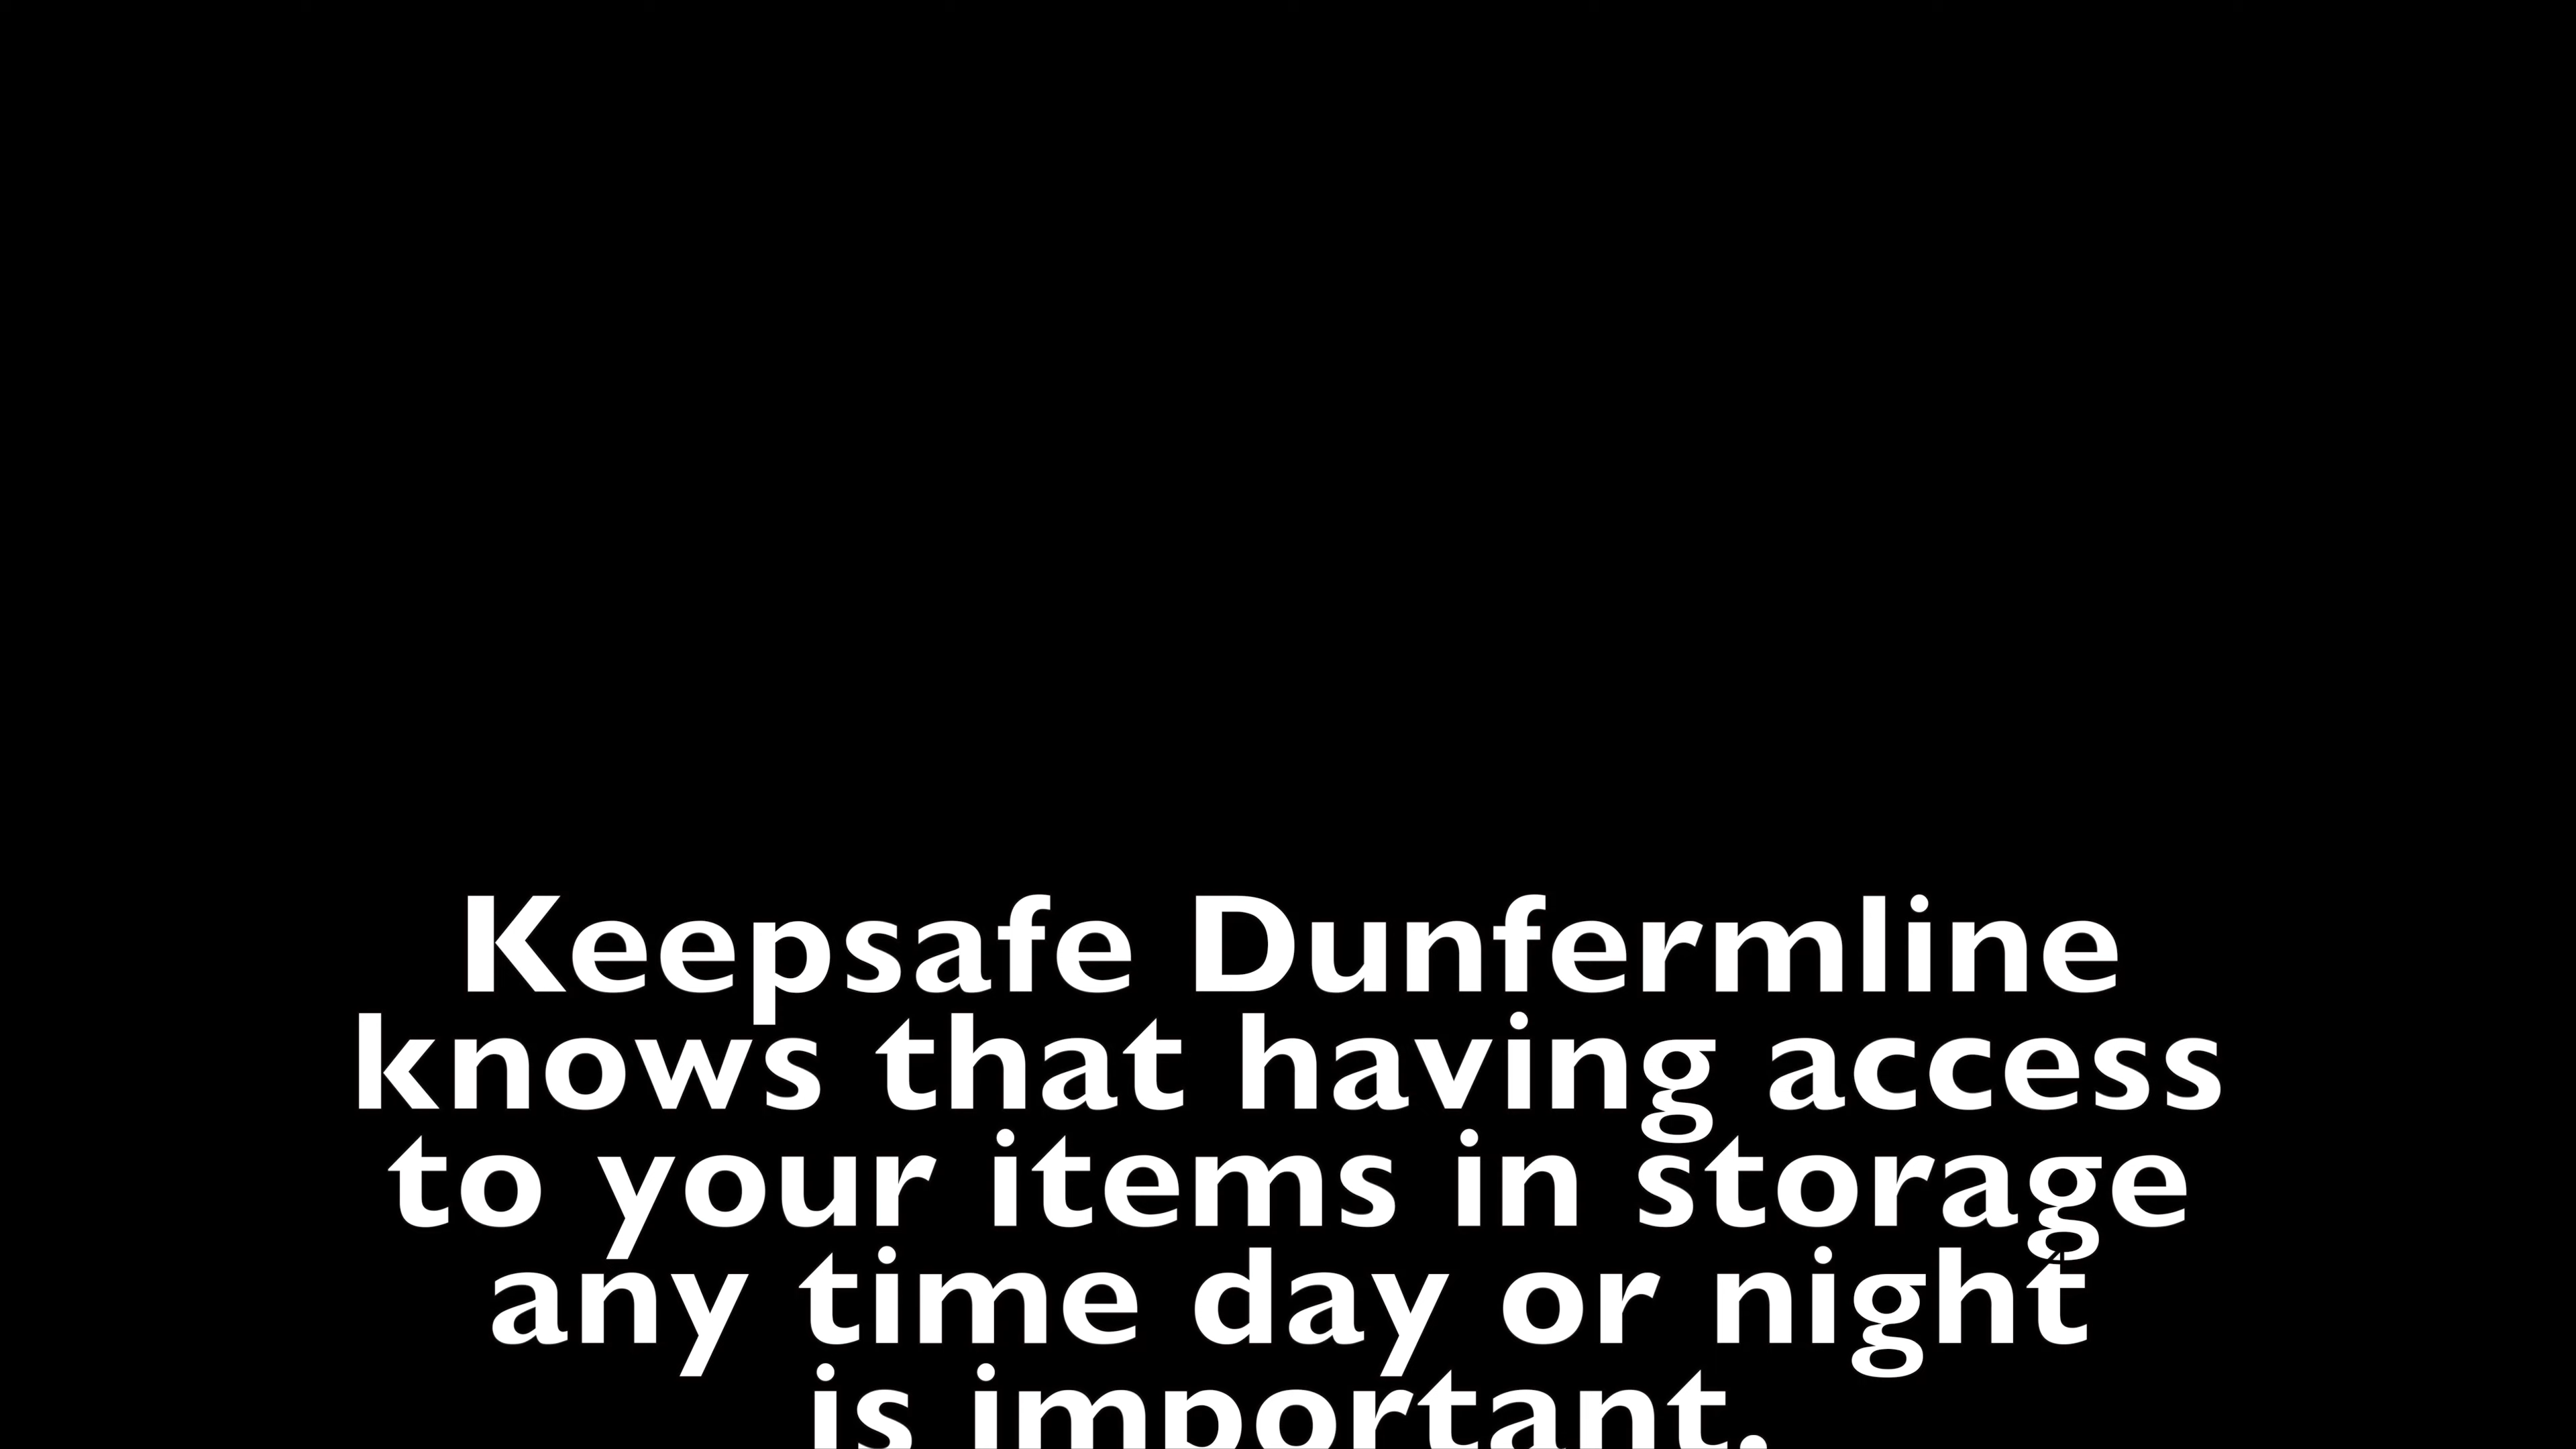 Keepsafe Dunfermline
knows that having access
to your items in storage
any time day or night
is important.